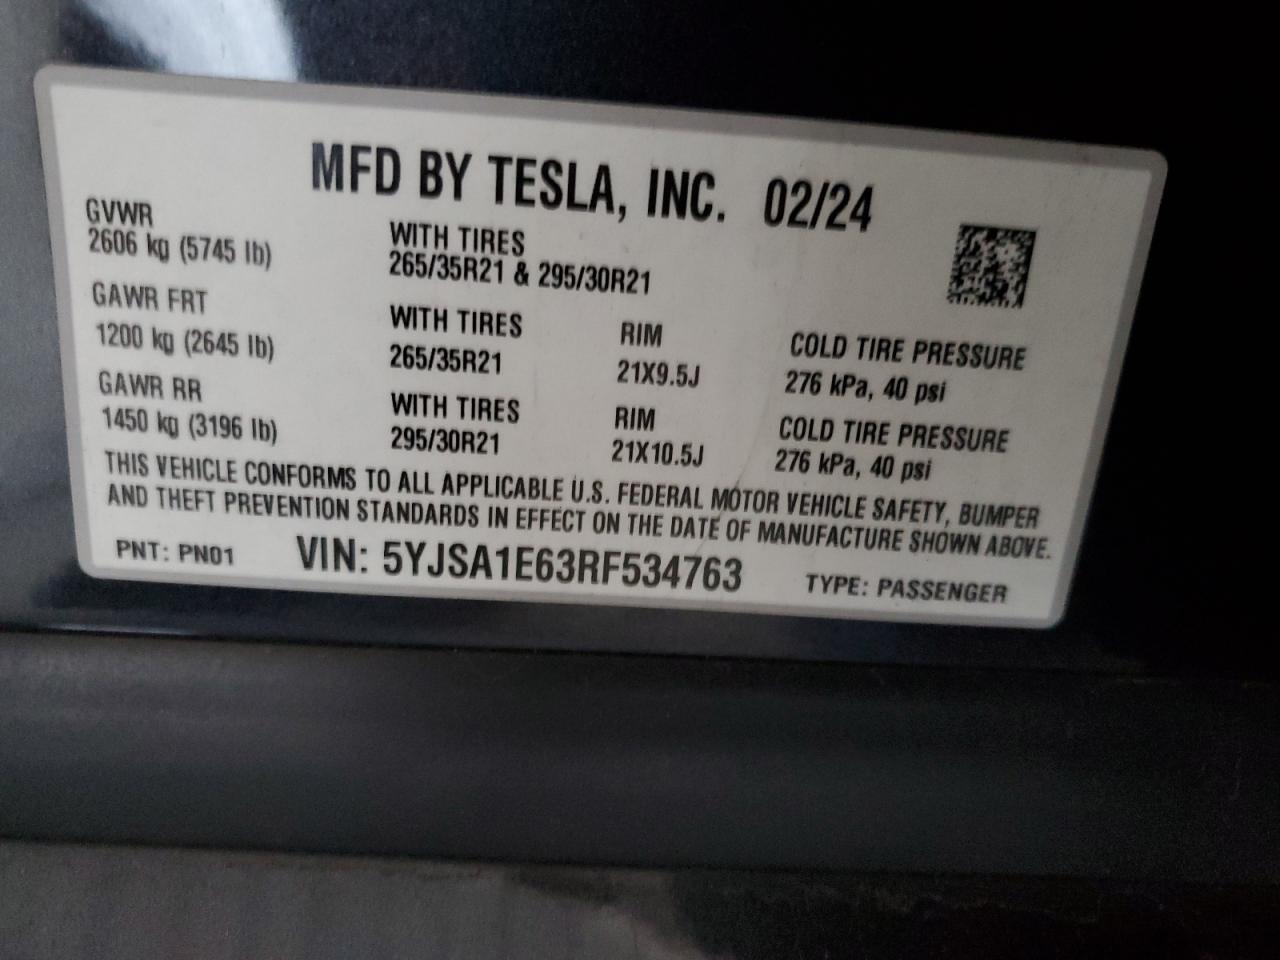 MFD BY TESLA, INC. 02/24
GVWR
2606 kg (5745 lb)
WITH TIRES
265/35R21 & 295/30R21
GAWR FRT
1200 kg (2645 lb)
WITH TIRES
265/35R21
RIM
21X9.5J
COLD TIRE PRESSURE
276 kPa, 40 psi
GAWR RR
1450 kg (3196 lb)
WITH TIRES
295/30R21
RIM
21X10.5J
COLD TIRE PRESSURE
276 kPa, 40 psi
THIS VEHICLE CONFORMS TO ALL APPLICABLE U.S. FEDERAL MOTOR VEHICLE SAFETY, BUMPER
AND THEFT PREVENTION STANDARDS IN EFFECT ON THE DATE OF MANUFACTURE SHOWN ABOVE.
PNT: PN01 VIN: 5YJSA1E63RF534763 TYPE: PASSENGER